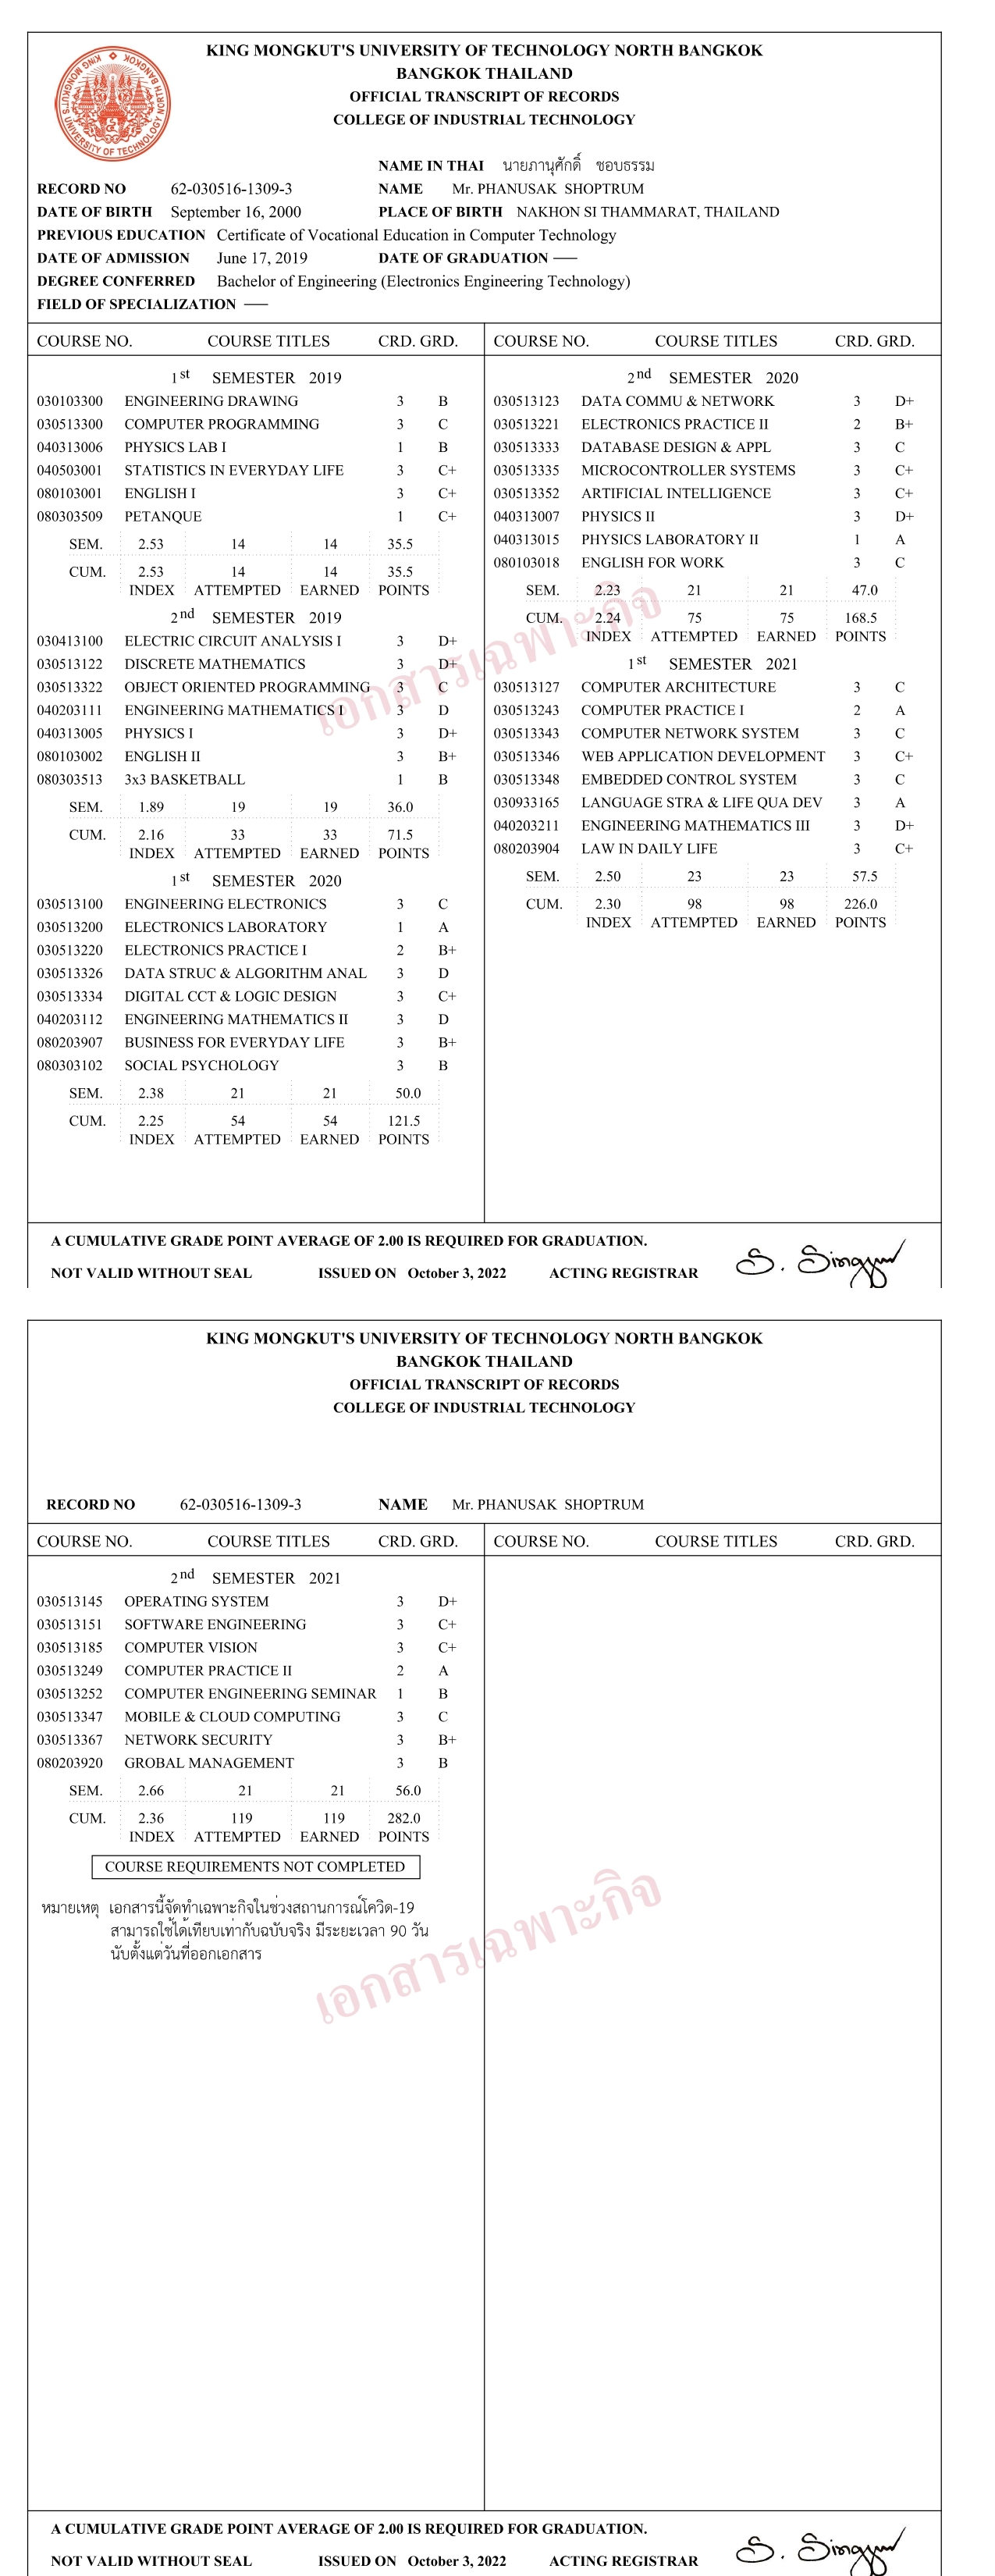 KING MONGKUT'S UNIVERSITY OF TECHNOLOGY NORTH BANGKOK
KING MONGKUT'S UNIVERSITY OF TECHNOLOGY NORTH BANGKOK
BANGKOK THAILAND
OFFICIAL TRANSCRIPT OF RECORDS
COLLEGE OF INDUSTRIAL TECHNOLOGY
NAME IN THAI นายภานุศักดิ์ ชอบธรรม
RECORD NO 62-030516-1309-3 NAME Mr. PHANUSAK SHOPTRUM
DATE OF BIRTH September 16, 2000 PLACE OF BIRTH NAKHON SI THAMMARAT, THAILAND
PREVIOUS EDUCATION Certificate of Vocational Education in Computer Technology
DATE OF ADMISSION June 17, 2019 DATE OF GRADUATION —
DEGREE CONFERRED Bachelor of Engineering (Electronics Engineering Technology)
FIELD OF SPECIALIZATION —
COURSE NO. COURSE TITLES CRD. GRD.
1st SEMESTER 2019
030103300 ENGINEERING DRAWING 3 B
030513300 COMPUTER PROGRAMMING 3 C
040313006 PHYSICS LAB I 1 B
040503001 STATISTICS IN EVERYDAY LIFE 3 C+
080103001 ENGLISH I 3 C+
080303509 PETANQUE 1 C+
SEM. 2.53 14 14 35.5
CUM. 2.53 14 14 35.5
INDEX ATTEMPTED EARNED POINTS
2nd SEMESTER 2019
030413100 ELECTRIC CIRCUIT ANALYSIS I 3 D+
030513122 DISCRETE MATHEMATICS 3 D+
030513322 OBJECT ORIENTED PROGRAMMING 3 C
040203111 ENGINEERING MATHEMATICS I 3 D
040313005 PHYSICS I 3 D+
080103002 ENGLISH II 3 B+
080303513 3x3 BASKETBALL 1 B
SEM. 1.89 19 19 36.0
CUM. 2.16 33 33 71.5
INDEX ATTEMPTED EARNED POINTS
1st SEMESTER 2020
030513100 ENGINEERING ELECTRONICS 3 C
030513200 ELECTRONICS LABORATORY 1 A
030513220 ELECTRONICS PRACTICE I 2 B+
030513326 DATA STRUC & ALGORITHM ANAL 3 D
030513334 DIGITAL CCT & LOGIC DESIGN 3 C+
040203112 ENGINEERING MATHEMATICS II 3 D
080203907 BUSINESS FOR EVERYDAY LIFE 3 B+
080303102 SOCIAL PSYCHOLOGY 3 B
SEM. 2.38 21 21 50.0
CUM. 2.25 54 54 121.5
INDEX ATTEMPTED EARNED POINTS
COURSE NO. COURSE TITLES CRD. GRD.
2nd SEMESTER 2020
030513123 DATA COMMU & NETWORK 3 D+
030513221 ELECTRONICS PRACTICE II 2 B+
030513333 DATABASE DESIGN & APPL 3 C
030513335 MICROCONTROLLER SYSTEMS 3 C+
030513352 ARTIFICIAL INTELLIGENCE 3 C+
040313007 PHYSICS II 3 D+
040313015 PHYSICS LABORATORY II 1 A
080103018 ENGLISH FOR WORK 3 C
SEM. 2.23 21 21 47.0
CUM. 2.24 75 75 168.5
INDEX ATTEMPTED EARNED POINTS
1st SEMESTER 2021
030513127 COMPUTER ARCHITECTURE 3 C
030513243 COMPUTER PRACTICE I 2 A
030513343 COMPUTER NETWORK SYSTEM 3 C
030513346 WEB APPLICATION DEVELOPMENT 3 C+
030513348 EMBEDDED CONTROL SYSTEM 3 C
030933165 LANGUAGE STRA & LIFE QUA DEV 3 A
040203211 ENGINEERING MATHEMATICS III 3 D+
080203904 LAW IN DAILY LIFE 3 C+
SEM. 2.50 23 23 57.5
CUM. 2.30 98 98 226.0
INDEX ATTEMPTED EARNED POINTS
เอกสารเฉพาะกิจ
A CUMULATIVE GRADE POINT AVERAGE OF 2.00 IS REQUIRED FOR GRADUATION.
NOT VALID WITHOUT SEAL ISSUED ON October 3, 2022 ACTING REGISTRAR
KING MONGKUT'S UNIVERSITY OF TECHNOLOGY NORTH BANGKOK
BANGKOK THAILAND
OFFICIAL TRANSCRIPT OF RECORDS
COLLEGE OF INDUSTRIAL TECHNOLOGY
RECORD NO 62-030516-1309-3 NAME Mr. PHANUSAK SHOPTRUM
COURSE NO. COURSE TITLES CRD. GRD. COURSE NO. COURSE TITLES CRD. GRD.
2nd SEMESTER 2021
030513145 OPERATING SYSTEM 3 D+
030513151 SOFTWARE ENGINEERING 3 C+
030513185 COMPUTER VISION 3 C+
030513249 COMPUTER PRACTICE II 2 A
030513252 COMPUTER ENGINEERING SEMINAR 1 B
030513347 MOBILE & CLOUD COMPUTING 3 C
030513367 NETWORK SECURITY 3 B+
080203920 GROBAL MANAGEMENT 3 B
SEM. 2.66 21 21 56.0
CUM. 2.36 119 119 282.0
INDEX ATTEMPTED EARNED POINTS
COURSE REQUIREMENTS NOT COMPLETED
หมายเหตุ เอกสารนี้จัดทำเฉพาะกิจในช่วงสถานการณ์โควิด-19
สามารถใช้ได้เทียบเท่ากับฉบับจริง มีระยะเวลา 90 วัน
นับตั้งแต่วันที่ออกเอกสาร
เอกสารเฉพาะกิจ
A CUMULATIVE GRADE POINT AVERAGE OF 2.00 IS REQUIRED FOR GRADUATION.
NOT VALID WITHOUT SEAL ISSUED ON October 3, 2022 ACTING REGISTRAR